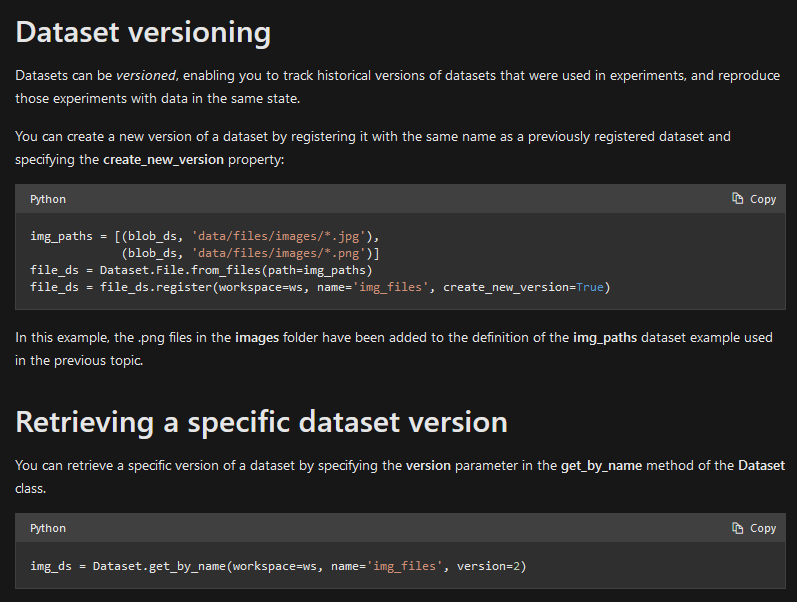 Dataset versioning
Datasets can be versioned, enabling you to track historical versions of datasets that were used in experiments, and reproduce
those experiments with data in the same state.
You can create a new version of a dataset by registering it with the same name as a previously registered dataset and
specifying the create_new_version property:
Python Copy
img_paths = [(blob_ds, 'data/files/images/*.jpg'),
(blob_ds, 'data/files/images/*.png')]
file_ds = Dataset.File.from_files(path=img_paths)
file_ds = file_ds.register(workspace=ws, name='img_files', create_new_version=True)
In this example, the .png files in the images folder have been added to the definition of the img_paths dataset example used
in the previous topic.
Retrieving a specific dataset version
You can retrieve a specific version of a dataset by specifying the version parameter in the get_by_name method of the Dataset
class.
Python Copy
img_ds = Dataset.get_by_name(workspace=ws, name='img_files', version=2)